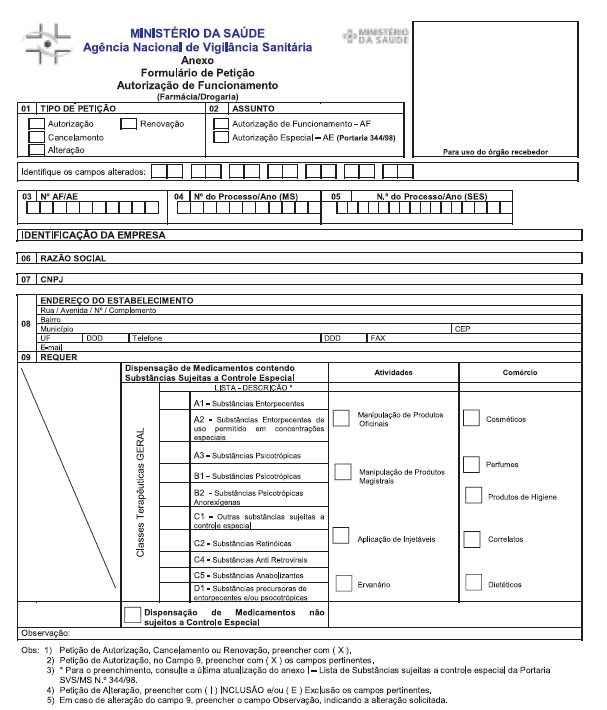 MINISTÉRIO DA SAÚDE
Agência Nacional de Vigilância Sanitária
Anexo
Formulário de Petição
Autorização de Funcionamento
(Farmácia/Drogaria)
MINISTÉRIO
DA SAÚDE
Para uso do órgão recebedor
01 TIPO DE PETIÇÃO
Autorização Renovação
Cancelamento
Alteração
02 ASSUNTO
Autorização de Funcionamento – AF
Autorização Especial – AE (Portaria 344/98)
Identifique os campos alterados:
03 Nº AF/AE
04 Nº do Processo/Ano (MS)
05 N.º do Processo/Ano (SES)
IDENTIFICAÇÃO DA EMPRESA
06 RAZÃO SOCIAL
07 CNPJ
08
ENDEREÇO DO ESTABELECIMENTO
Rua / Avenida / Nº / Complemento
Bairro
Município CEP
UF DDD Telefone DDD FAX
E-mail
09 REQUER
Dispensação de Medicamentos contendo
Substâncias Sujeitas a Controle Especial
LISTA - DESCRIÇÃO *
Classes Terapêuticas GERAL
A1 – Substâncias Entorpecentes
A2 – Substâncias Entorpecentes de
uso permitido em concentrações
especiais
A3 – Substâncias Psicotrópicas
B1 – Substâncias Psicotrópicas
B2 – Substâncias Psicotrópicas
Anorexígenas
C1 – Outras substâncias sujeitas a
controle especial
C2 – Substâncias Retinóicas
C4 – Substâncias Anti Retrovirais
C5 – Substâncias Anabolizantes
D1 – Substâncias precursoras de
entorpecentes e/ou psocotrópicas
Dispensação de Medicamentos não
sujeitos a Controle Especial
Atividades
Manipulação de Produtos
Oficinais
Manipulação de Produtos
Magistrais
Aplicação de Injetáveis
Ervanário
Comércio
Cosméticos
Perfumes
Produtos de Higiene
Correlatos
Dietéticos
Observação:
Obs: 1) Petição de Autorização, Cancelamento ou Renovação, preencher com ( X ),
2) Petição de Autorização, no Campo 9, preencher com ( X ) os campos pertinentes,
3) * Para o preenchimento, consulte a última atualização do anexo I – Lista de Substâncias sujeitas a controle especial da Portaria
SVS/MS N.º 344/98.
4) Petição de Alteração, preencher com ( I ) INCLUSÃO e/ou ( E ) Exclusão os campos pertinentes,
5) Em caso de alteração do campo 9, preencher o campo Observação, indicando a alteração solicitada.